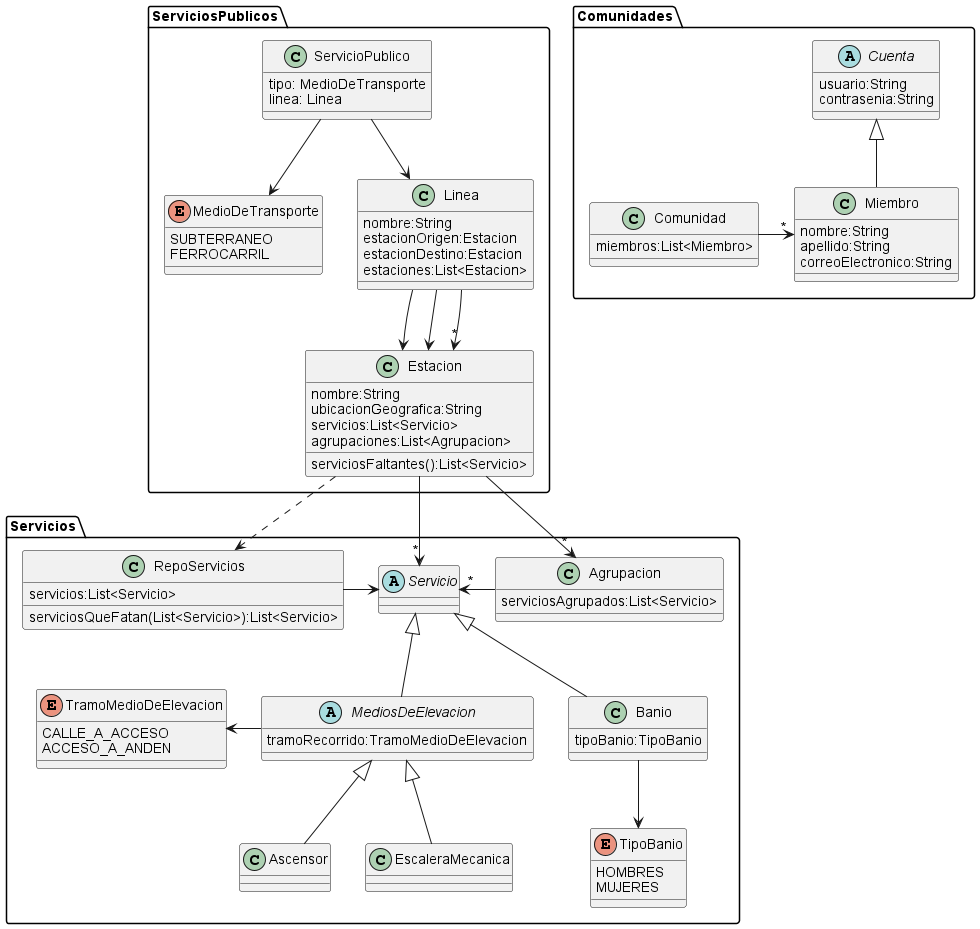 ServiciosPublicos
C ServicioPublico
tipo: MedioDeTransporte
linea: Linea
E MedioDeTransporte
SUBTERRANEO
FERROCARRIL
C Linea
nombre:String
estacionOrigen:Estacion
estacionDestino:Estacion
estaciones:List<Estacion>
*
C Estacion
nombre:String
ubicacionGeografica:String
servicios:List<Servicio>
agrupaciones:List<Agrupacion>
serviciosFaltantes():List<Servicio>
Comunidades
A Cuenta
usuario:String
contrasenia:String
C Comunidad
miembros:List<Miembro>
*
C Miembro
nombre:String
apellido:String
correoElectronico:String
Servicios
*
*
C RepoServicios
servicios:List<Servicio>
serviciosQueFatan(List<Servicio>):List<Servicio>
A Servicio
*
C Agrupacion
serviciosAgrupados:List<Servicio>
E TramoMedioDeElevacion
CALLE_A_ACCESO
ACCESO_A_ANDEN
A MediosDeElevacion
tramoRecorrido:TramoMedioDeElevacion
C Banio
tipoBanio:TipoBanio
C Ascensor
C EscaleraMecanica
E TipoBanio
HOMBRES
MUJERES